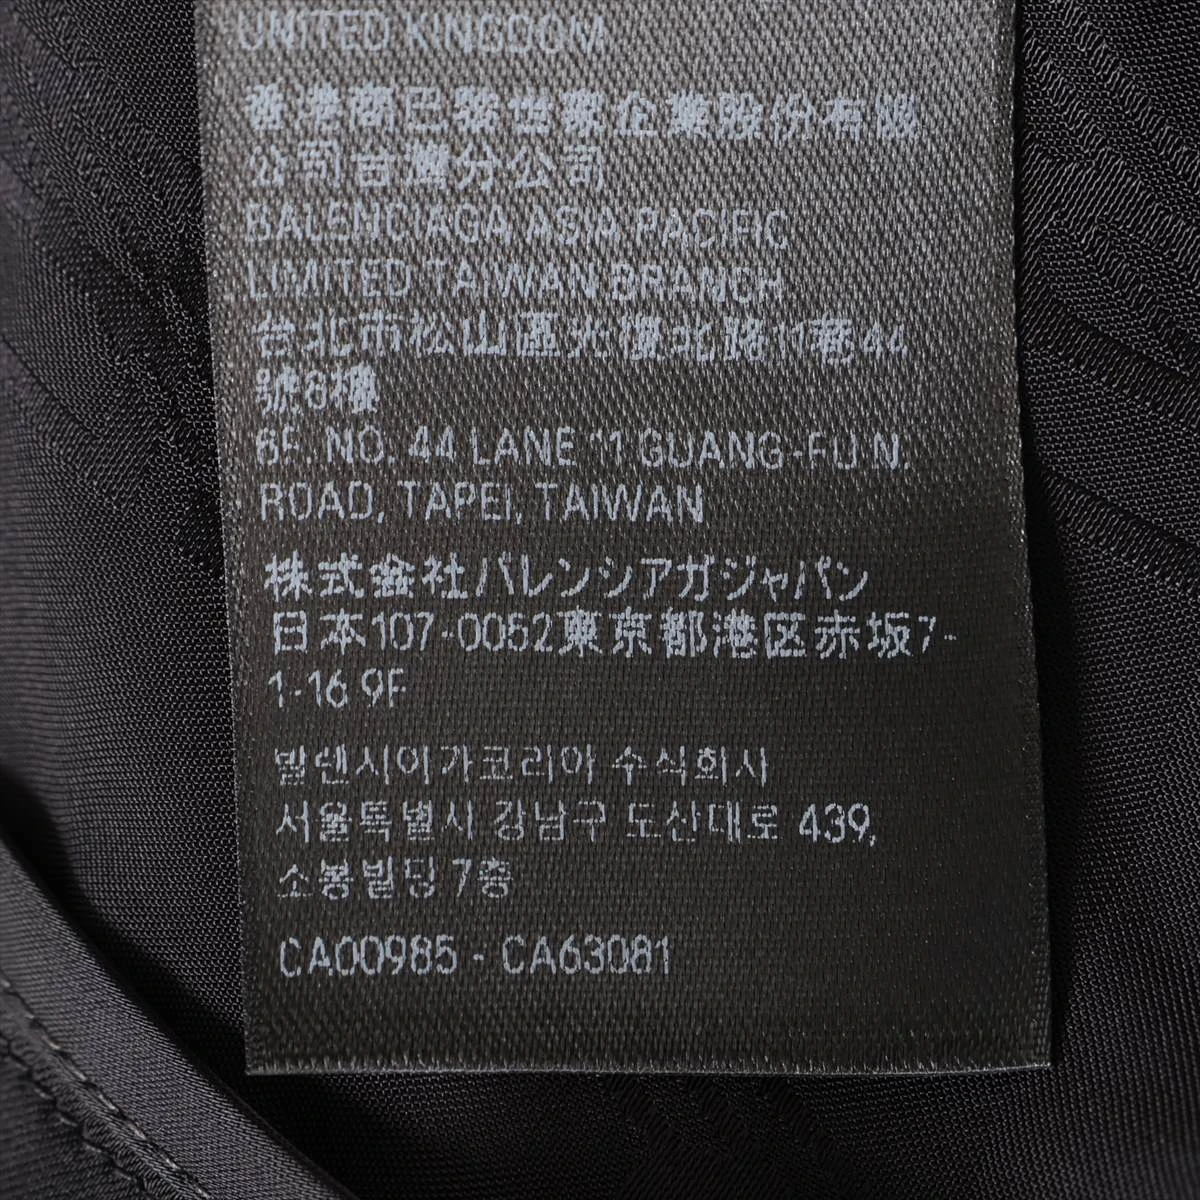 UNITED KINGDOM
香港商巴黎世家企業股份有限
公司台灣分公司
BALENCIAGA ASIA PACIFIC
LIMITED TAIWAN BRANCH
台北市松山區光復北路11巷44
號6樓
6F. NO. 44 LANE 11 GUANG-FU N.
ROAD, TAPEI, TAIWAN
株式会社バレンシアガジャパン
日本107-0052東京都港区赤坂7-
1-16 9F
발렌시아가코리아 수식회사
서울특별시 강남구 도산대로 439,
소봉빌딩 7층
CA00985 - CA63081